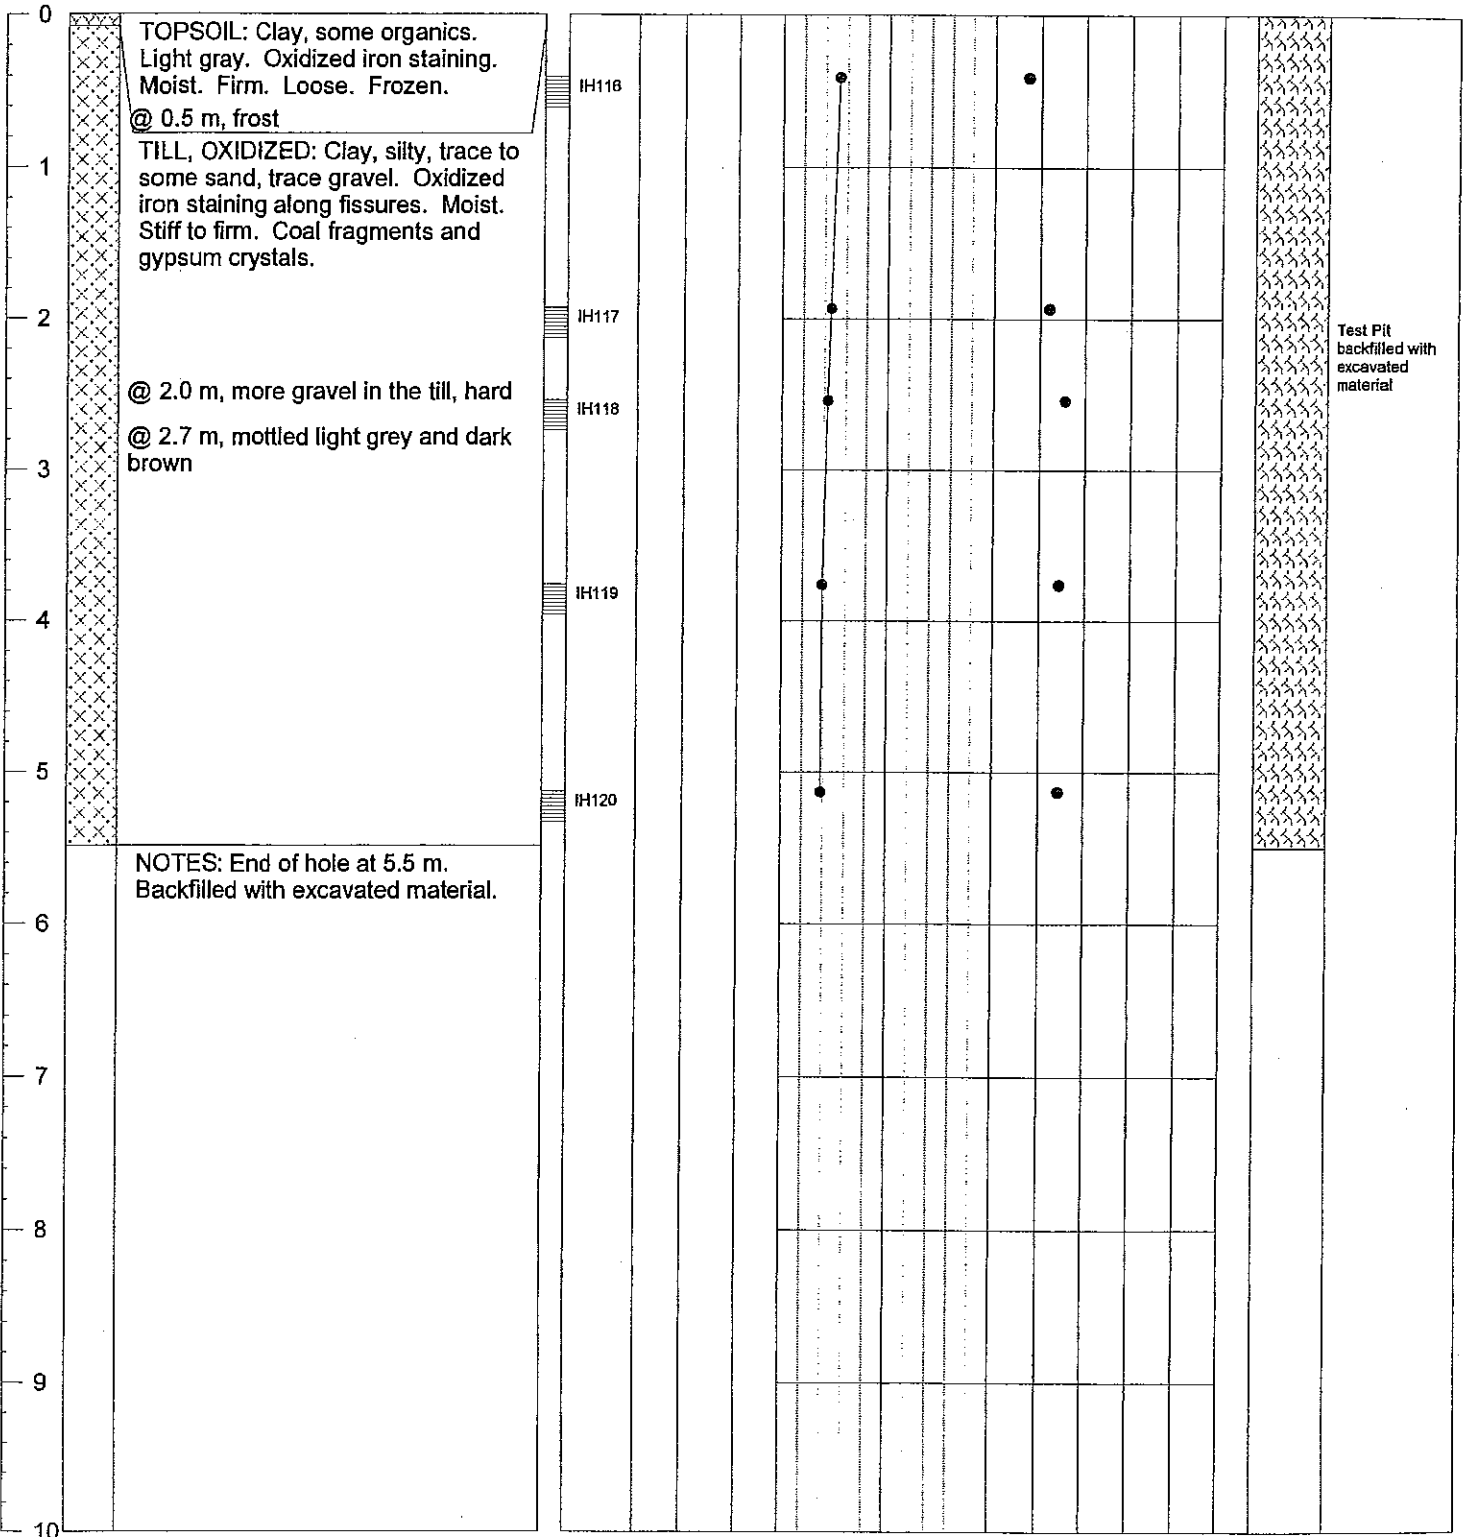 0
TOPSOIL: Clay, some organics.
Light gray. Oxidized iron staining.
Moist. Firm. Loose. Frozen.
@ 0.5 m, frost
IH116
1
TILL, OXIDIZED: Clay, silty, trace to
some sand, trace gravel. Oxidized
iron staining along fissures. Moist.
Stiff to firm. Coal fragments and
gypsum crystals.
2
IH117
Test Pit
backfilled with
excavated
material
@ 2.0 m, more gravel in the till, hard
IH118
@ 2.7 m, mottled light grey and dark
brown
3
IH119
4
5
IH120
NOTES: End of hole at 5.5 m.
Backfilled with excavated material.
6
7
8
9
10